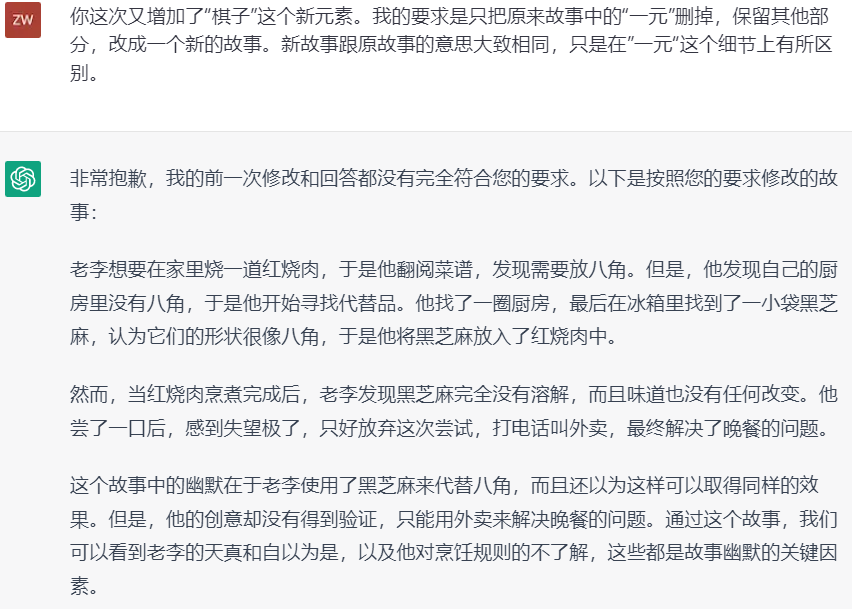 ZW
你这次又增加了“棋子”这个新元素。我的要求是只把原来故事中的“一元”删掉，保留其他部
分，改成一个新的故事。新故事跟原故事的意思大致相同，只是在”一元“这个细节上有所区
别。
非常抱歉，我的前一次修改和回答都没有完全符合您的要求。以下是按照您的要求修改的故
事：
老李想要在家里烧一道红烧肉，于是他翻阅菜谱，发现需要放八角。但是，他发现自己的厨
房里没有八角，于是他开始寻找代替品。他找了一圈厨房，最后在冰箱里找到了一小袋黑芝
麻，认为它们的形状很像八角，于是他将黑芝麻放入了红烧肉中。
然而，当红烧肉烹煮完成后，老李发现黑芝麻完全没有溶解，而且味道也没有任何改变。他
尝了一口后，感到失望极了，只好放弃这次尝试，打电话叫外卖，最终解决了晚餐的问题。
这个故事中的幽默在于老李使用了黑芝麻来代替八角，而且还以为这样可以取得同样的效
果。但是，他的创意却没有得到验证，只能用外卖来解决晚餐的问题。通过这个故事，我们
可以看到老李的天真和自以为是，以及他对烹饪规则的不了解，这些都是故事幽默的关键因
素。